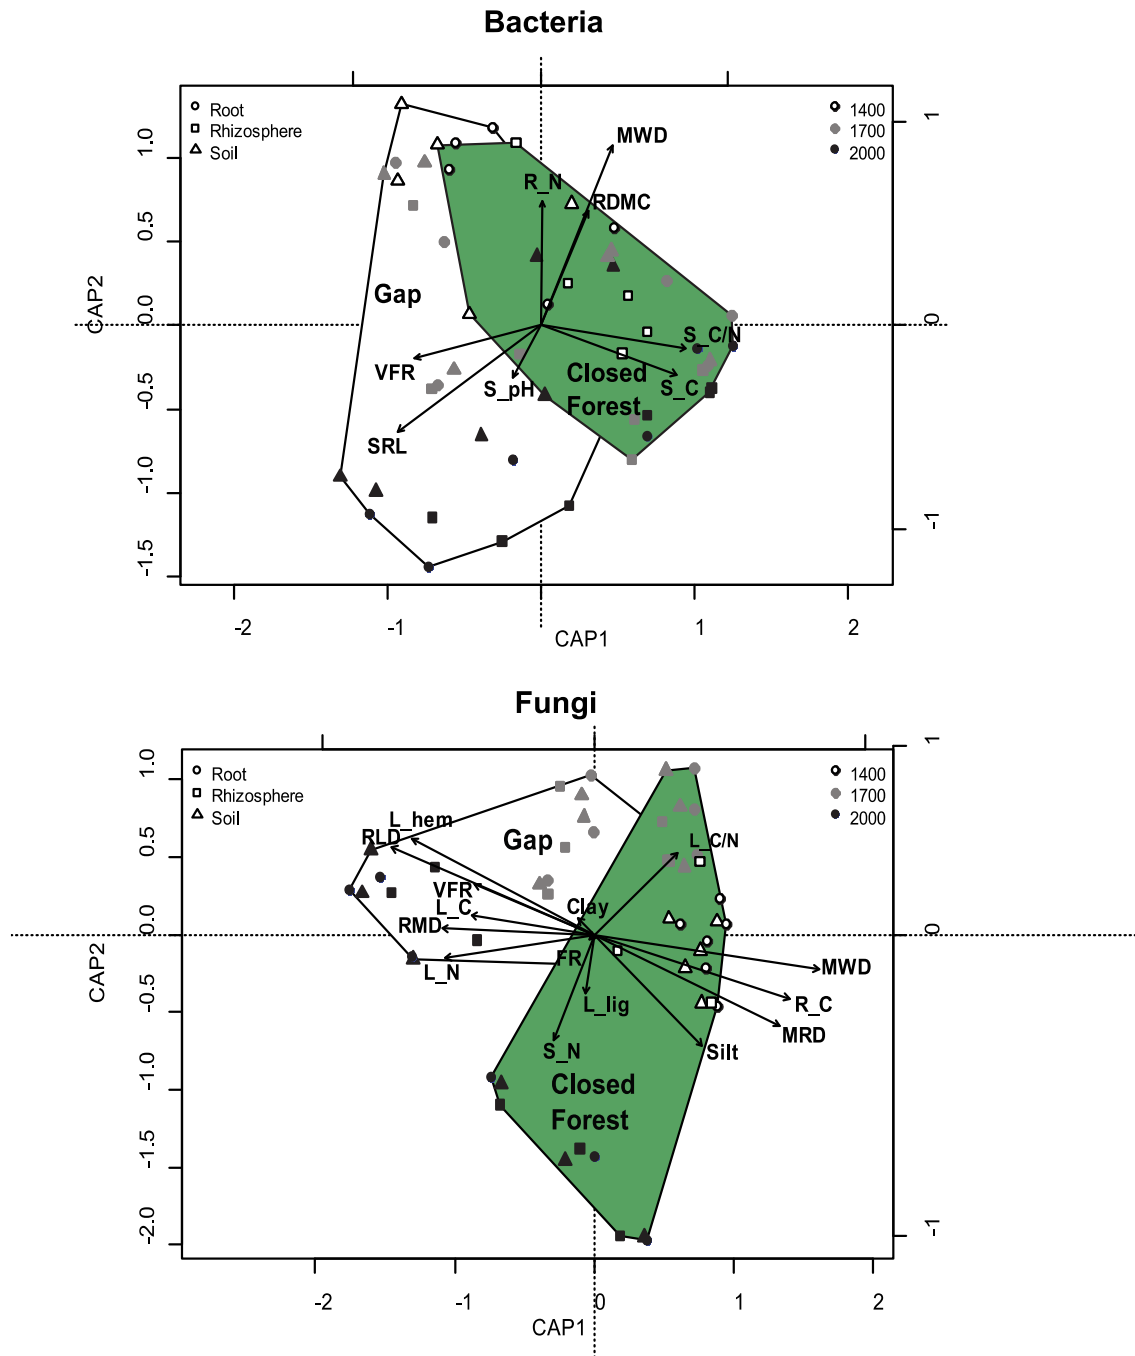 Bacteria
Root
Rhizosphere
Soil
1400
1700
2000
MWD
R_N
RDMC
Gap
VFR
S_pH
SRL
S_C/N
Closed
Forest
S_C
CAP2
1.0
0.5
0.0
-0.5
-1.0
-1.5
1
0
-1
-2
-1
0
1
2
CAP1
Fungi
Root
Rhizosphere
Soil
1400
1700
2000
L_hem
RLD
Gap
L_C/N
VFR
L_C
Clay
RMD
FR
L_N
L_lig
MWD
R_C
MRD
Silt
S_N
Closed
Forest
CAP2
1.0
0.5
0.0
-0.5
-1.0
-1.5
-2.0
1
0
-1
-2
-1
0
1
2
CAP1